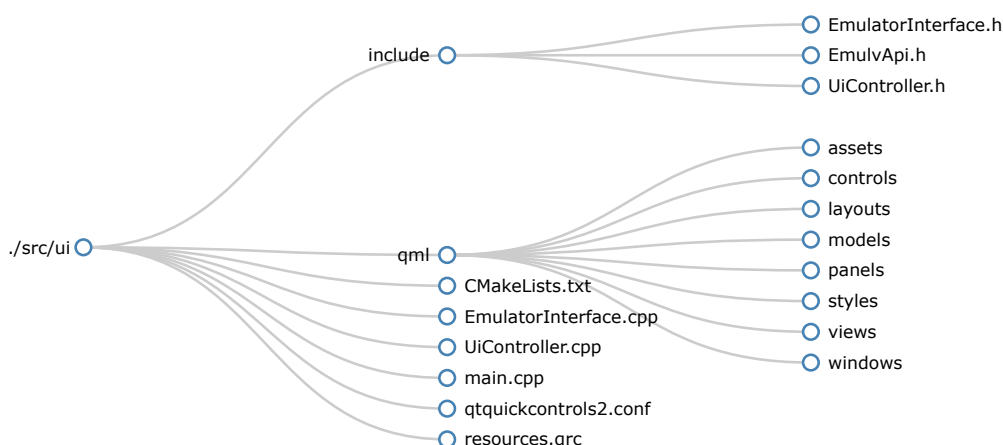 ./src/ui
include
EmulatorInterface.h
EmulvApi.h
UiController.h
qml
assets
controls
layouts
models
panels
styles
views
windows
CMakeLists.txt
EmulatorInterface.cpp
UiController.cpp
main.cpp
qtquickcontrols2.conf
resources.qrc